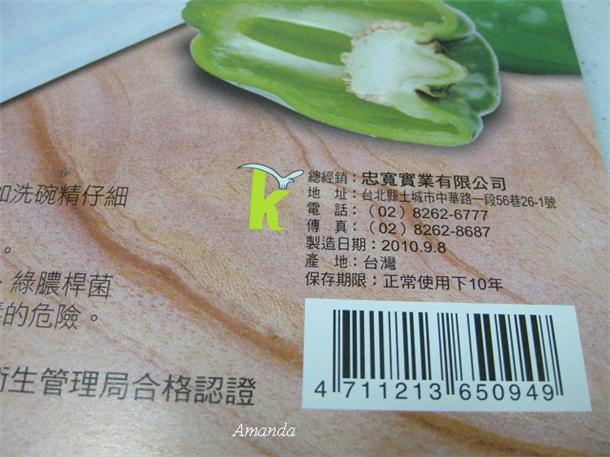 總經銷：忠寬實業有限公司
地　址：台北縣土城市中華路一段56巷26-1號
電　話：（02）8262-6777
傳　真：（02）8262-8687
製造日期：2010.9.8
產　地：台灣
保存期限：正常使用下10年
k
加洗碗精仔細
。
、綠膿桿菌
的危險。
衛生管理局合格認證
4 711213 650949
Amanda